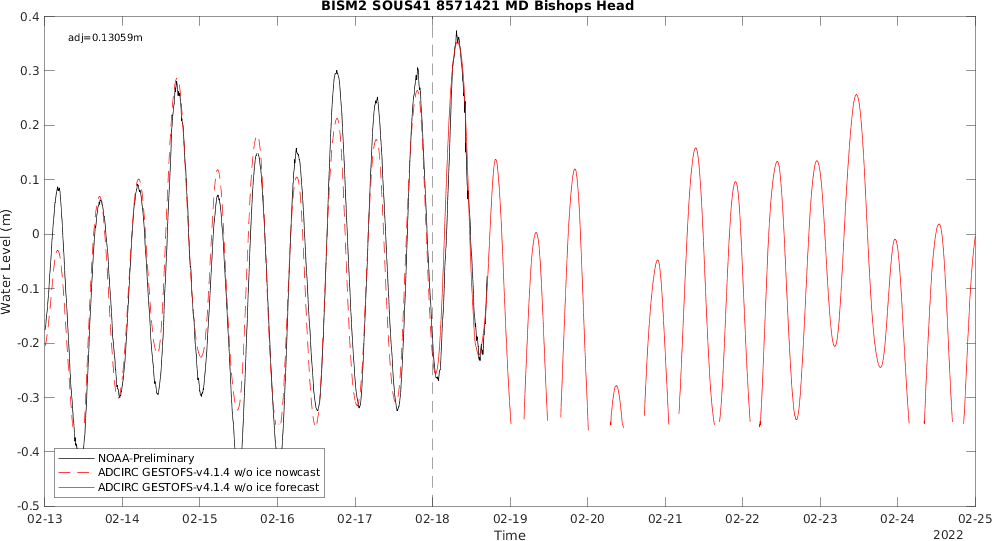 BISM2 SOUS41 8571421 MD Bishops Head
adj=0.13059m
0.4
0.3
0.2
0.1
0
-0.1
-0.2
-0.3
-0.4
-0.5
Water Level (m)
NOAA-Preliminary
ADCIRC GESTOFS-v4.1.4 w/o ice nowcast
ADCIRC GESTOFS-v4.1.4 w/o ice forecast
02-13 02-14 02-15 02-16 02-17 02-18 02-19 02-20 02-21 02-22 02-23 02-24 02-25
Time
2022